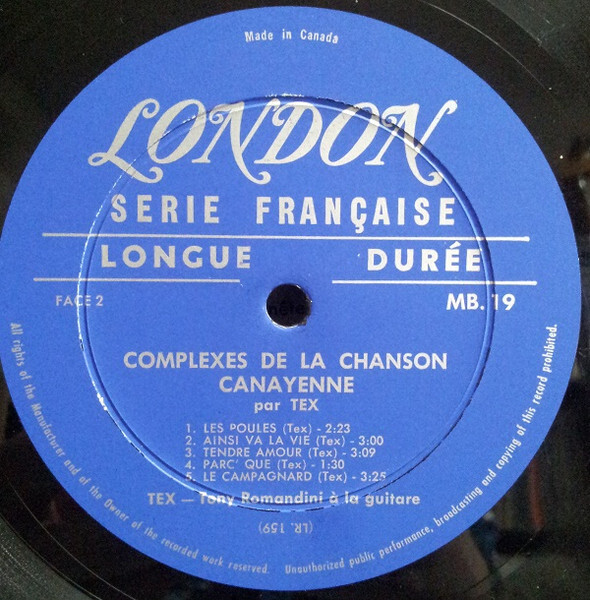 Made in Canada
LONDON
SERIE FRANÇAISE
LONGUE DURÉE
FACE 2 MB. 19
COMPLEXES DE LA CHANSON
CANAYENNE
par TEX
1. LES POULES (Tex) - 2:23
2. AINSI VA LA VIE (Tex) - 3:00
3. TENDRE AMOUR (Tex) - 3:09
4. PARC' QUE (Tex) - 1:30
5. LE CAMPAGNARD (Tex) - 3:25
TEX — Tony Romandini à la guitare
(LR. 159)
All rights of the Manufacturer and of the Owner of the recorded work reserved. Unauthorized public performance, broadcasting and copying of this record prohibited.